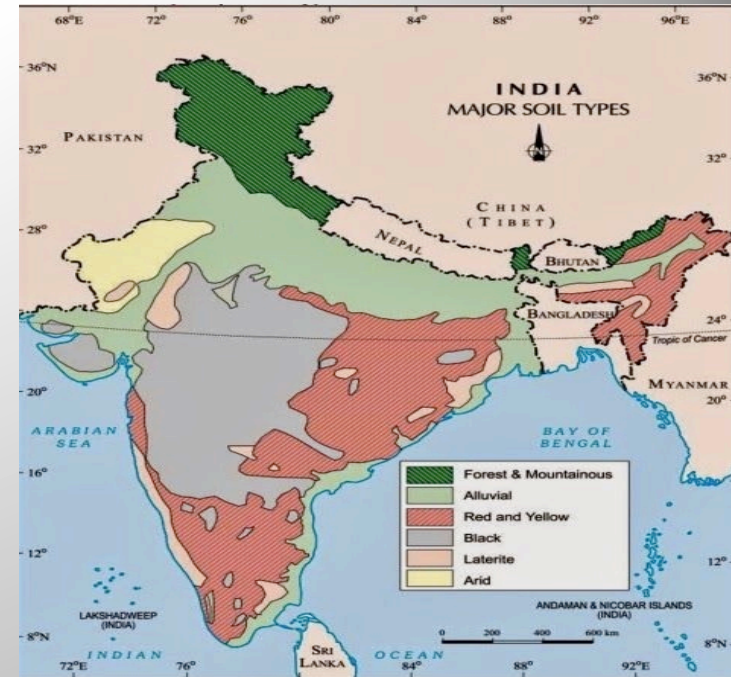 68°E
72°
76°
80°
84°
88°
92°
96°
36°N
36°N
INDIA
MAJOR SOIL TYPES
N
PAKISTAN
32°
32°
CHINA
(TIBET)
28°
28°
NEPAL
BHUTAN
BANGLADESH
24°
Tropic of Cancer
MYANMAR
20°
20°
ARABIAN
SEA
BAY OF
BENGAL
16°
Forest & Mountainous
Alluvial
Red and Yellow
Black
Laterite
Arid
12°
12°
LAKSHADWEEP
(INDIA)
ANDAMAN & NICOBAR ISLANDS
(INDIA)
0 200 400 600 km
8°N
8°N
SRI
LANKA
INDIAN OCEAN
72°E
76°
84°
88°
92°E